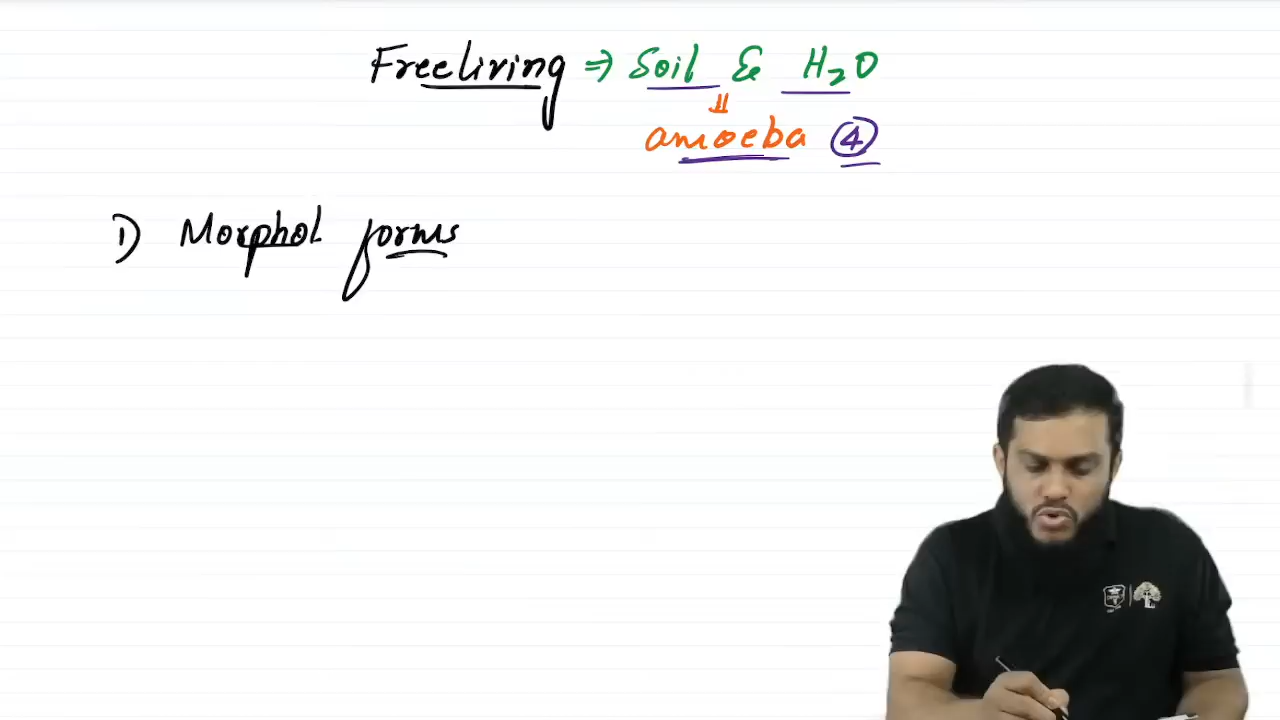 Freeliving ⇒ Soil & H₂O
⇓
amoeba ④
1) Morphol forms